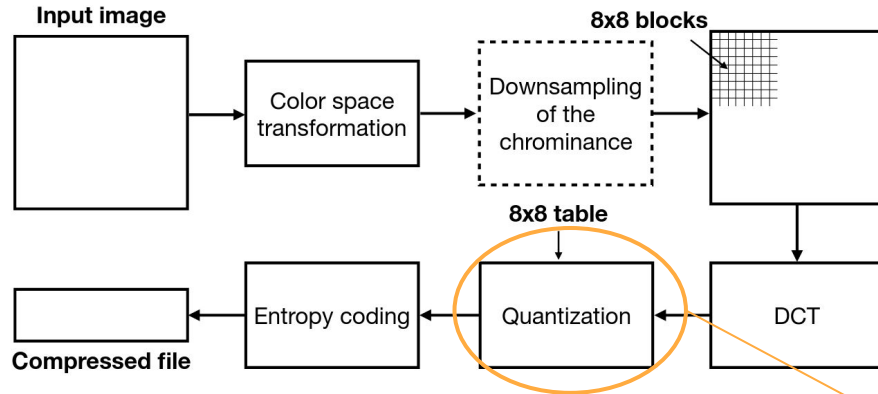 Input image
8x8 blocks
Color space
transformation
Downsampling
of the
chrominance
8x8 table
Compressed file
Entropy coding
Quantization
DCT